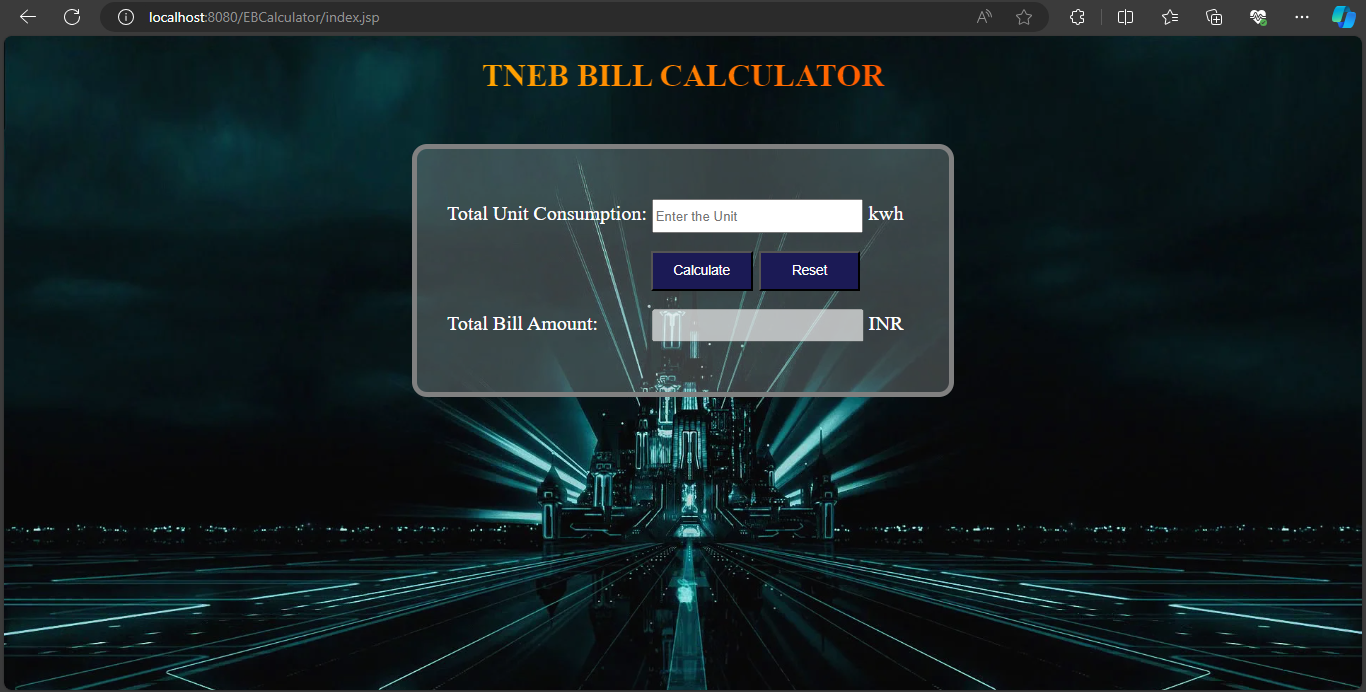 localhost:8080/EBCalculator/index.jsp
TNEB BILL CALCULATOR
Total Unit Consumption: Enter the Unit kwh
Calculate Reset
Total Bill Amount: INR